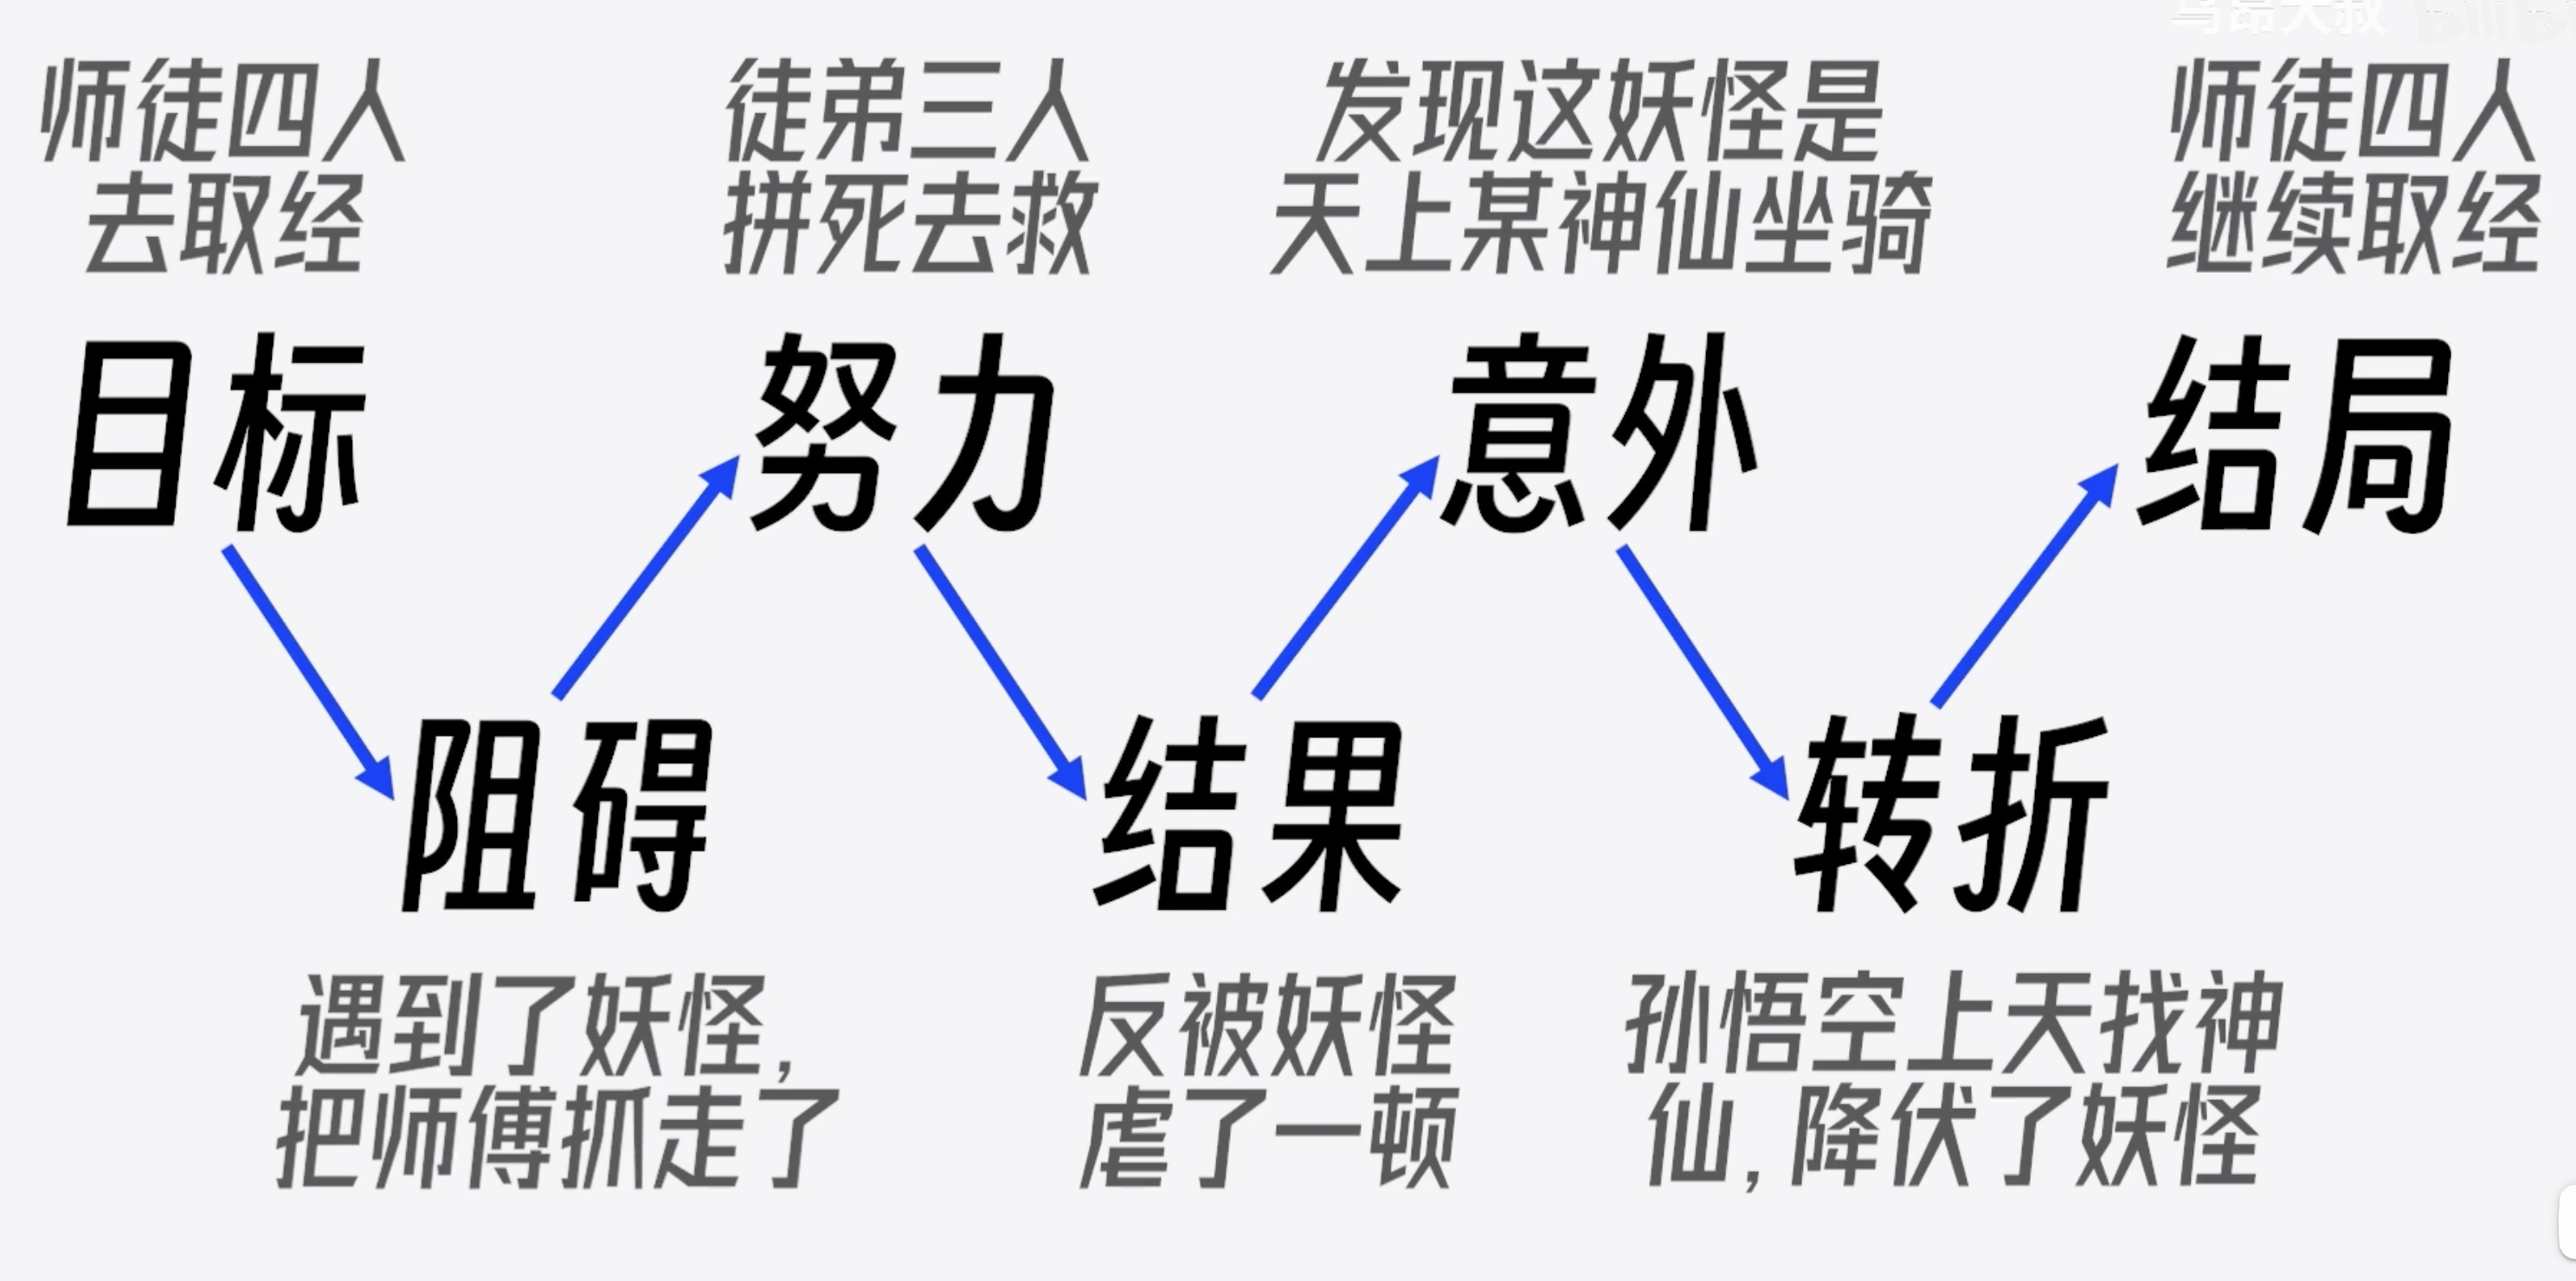 师徒四人
去取经
目标
阻碍
遇到了妖怪,
把师傅抓走了
徒弟三人
拼死去救
努力
结果
反被妖怪
虐了一顿
发现这妖怪是
天上某神仙坐骑
意外
转折
孙悟空上天找神
仙,降伏了妖怪
师徒四人
继续取经
结局